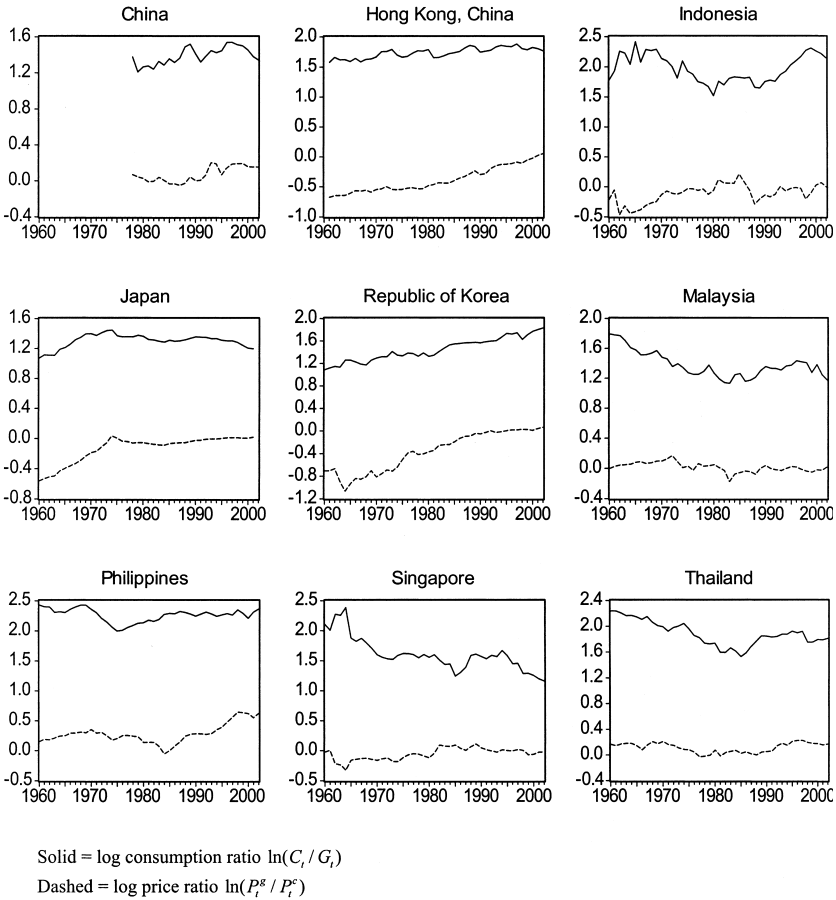 China Hong Kong, China Indonesia
1.6 2.0 2.5
1.2 1.5 2.0
0.8 1.0 1.5
0.5 1.0
0.4 0.0 0.5
0.0 -0.5 0.0
-0.4 -1.0 -0.5
1960 1970 1980 1990 2000 1960 1970 1980 1990 2000 1960 1970 1980 1990 2000
Japan Republic of Korea Malaysia
1.6 2.0 2.0
1.2 1.6 1.6
0.8 1.2 1.2
0.8
0.4 0.4 0.8
0.0 0.0 0.4
-0.4 -0.4 0.0
-0.8
-0.8 -1.2 -0.4
1960 1970 1980 1990 2000 1960 1970 1980 1990 2000 1960 1970 1980 1990 2000
Philippines Singapore Thailand
2.5 2.5 2.4
2.0 2.0 2.0
1.5 1.5 1.6
1.0 1.0 1.2
0.8
0.5 0.5 0.4
0.0 0.0 0.0
-0.5 -0.5 -0.4
1960 1970 1980 1990 2000 1960 1970 1980 1990 2000 1960 1970 1980 1990 2000
Solid = log consumption ratio ln(C_t / G_t)
Dashed = log price ratio ln(P_t^g / P_t^c)